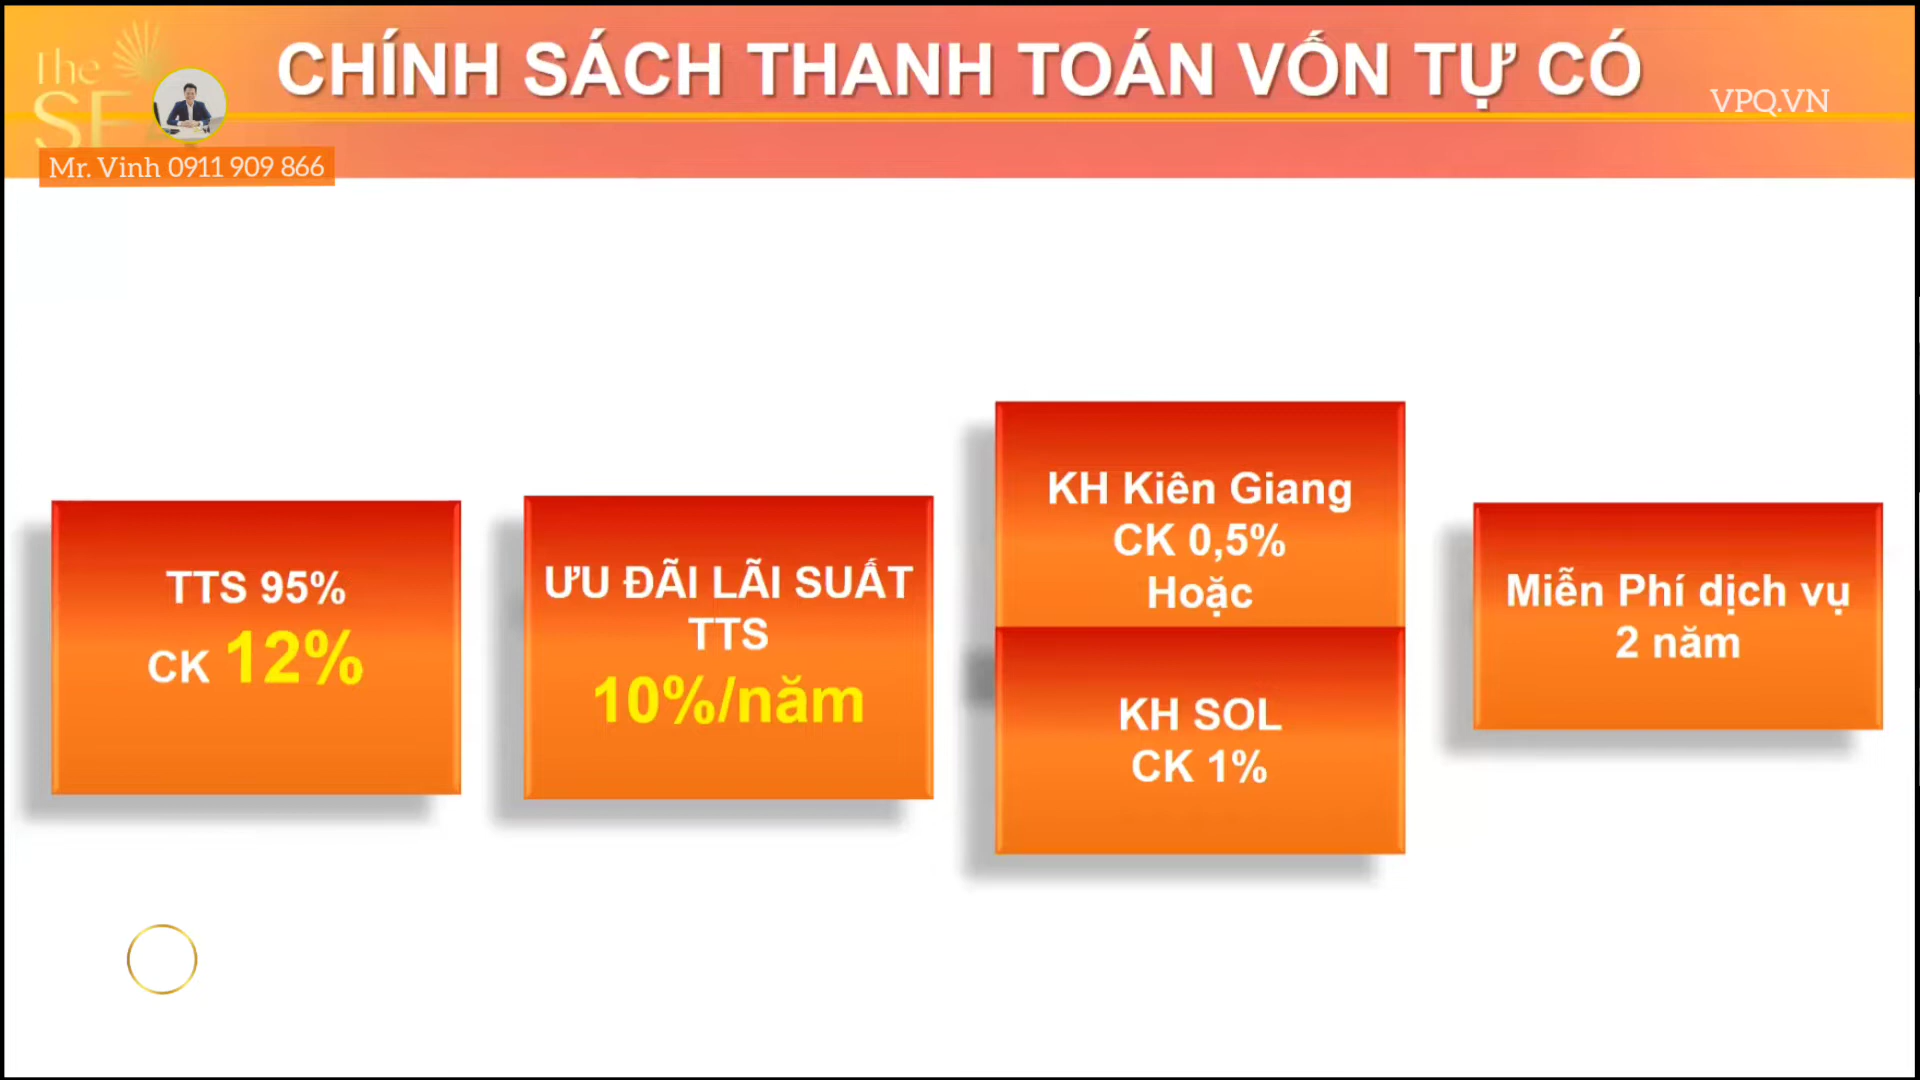 the
CHÍNH SÁCH THANH TOÁN VỐN TỰ CÓ
VPQ.VN
Mr. Vinh 0911 909 866
TTS 95%
CK 12%
ƯU ĐÃI LÃI SUẤT
TTS
10%/năm
KH Kiên Giang
CK 0,5%
Hoặc
KH SOL
CK 1%
Miễn Phí dịch vụ
2 năm